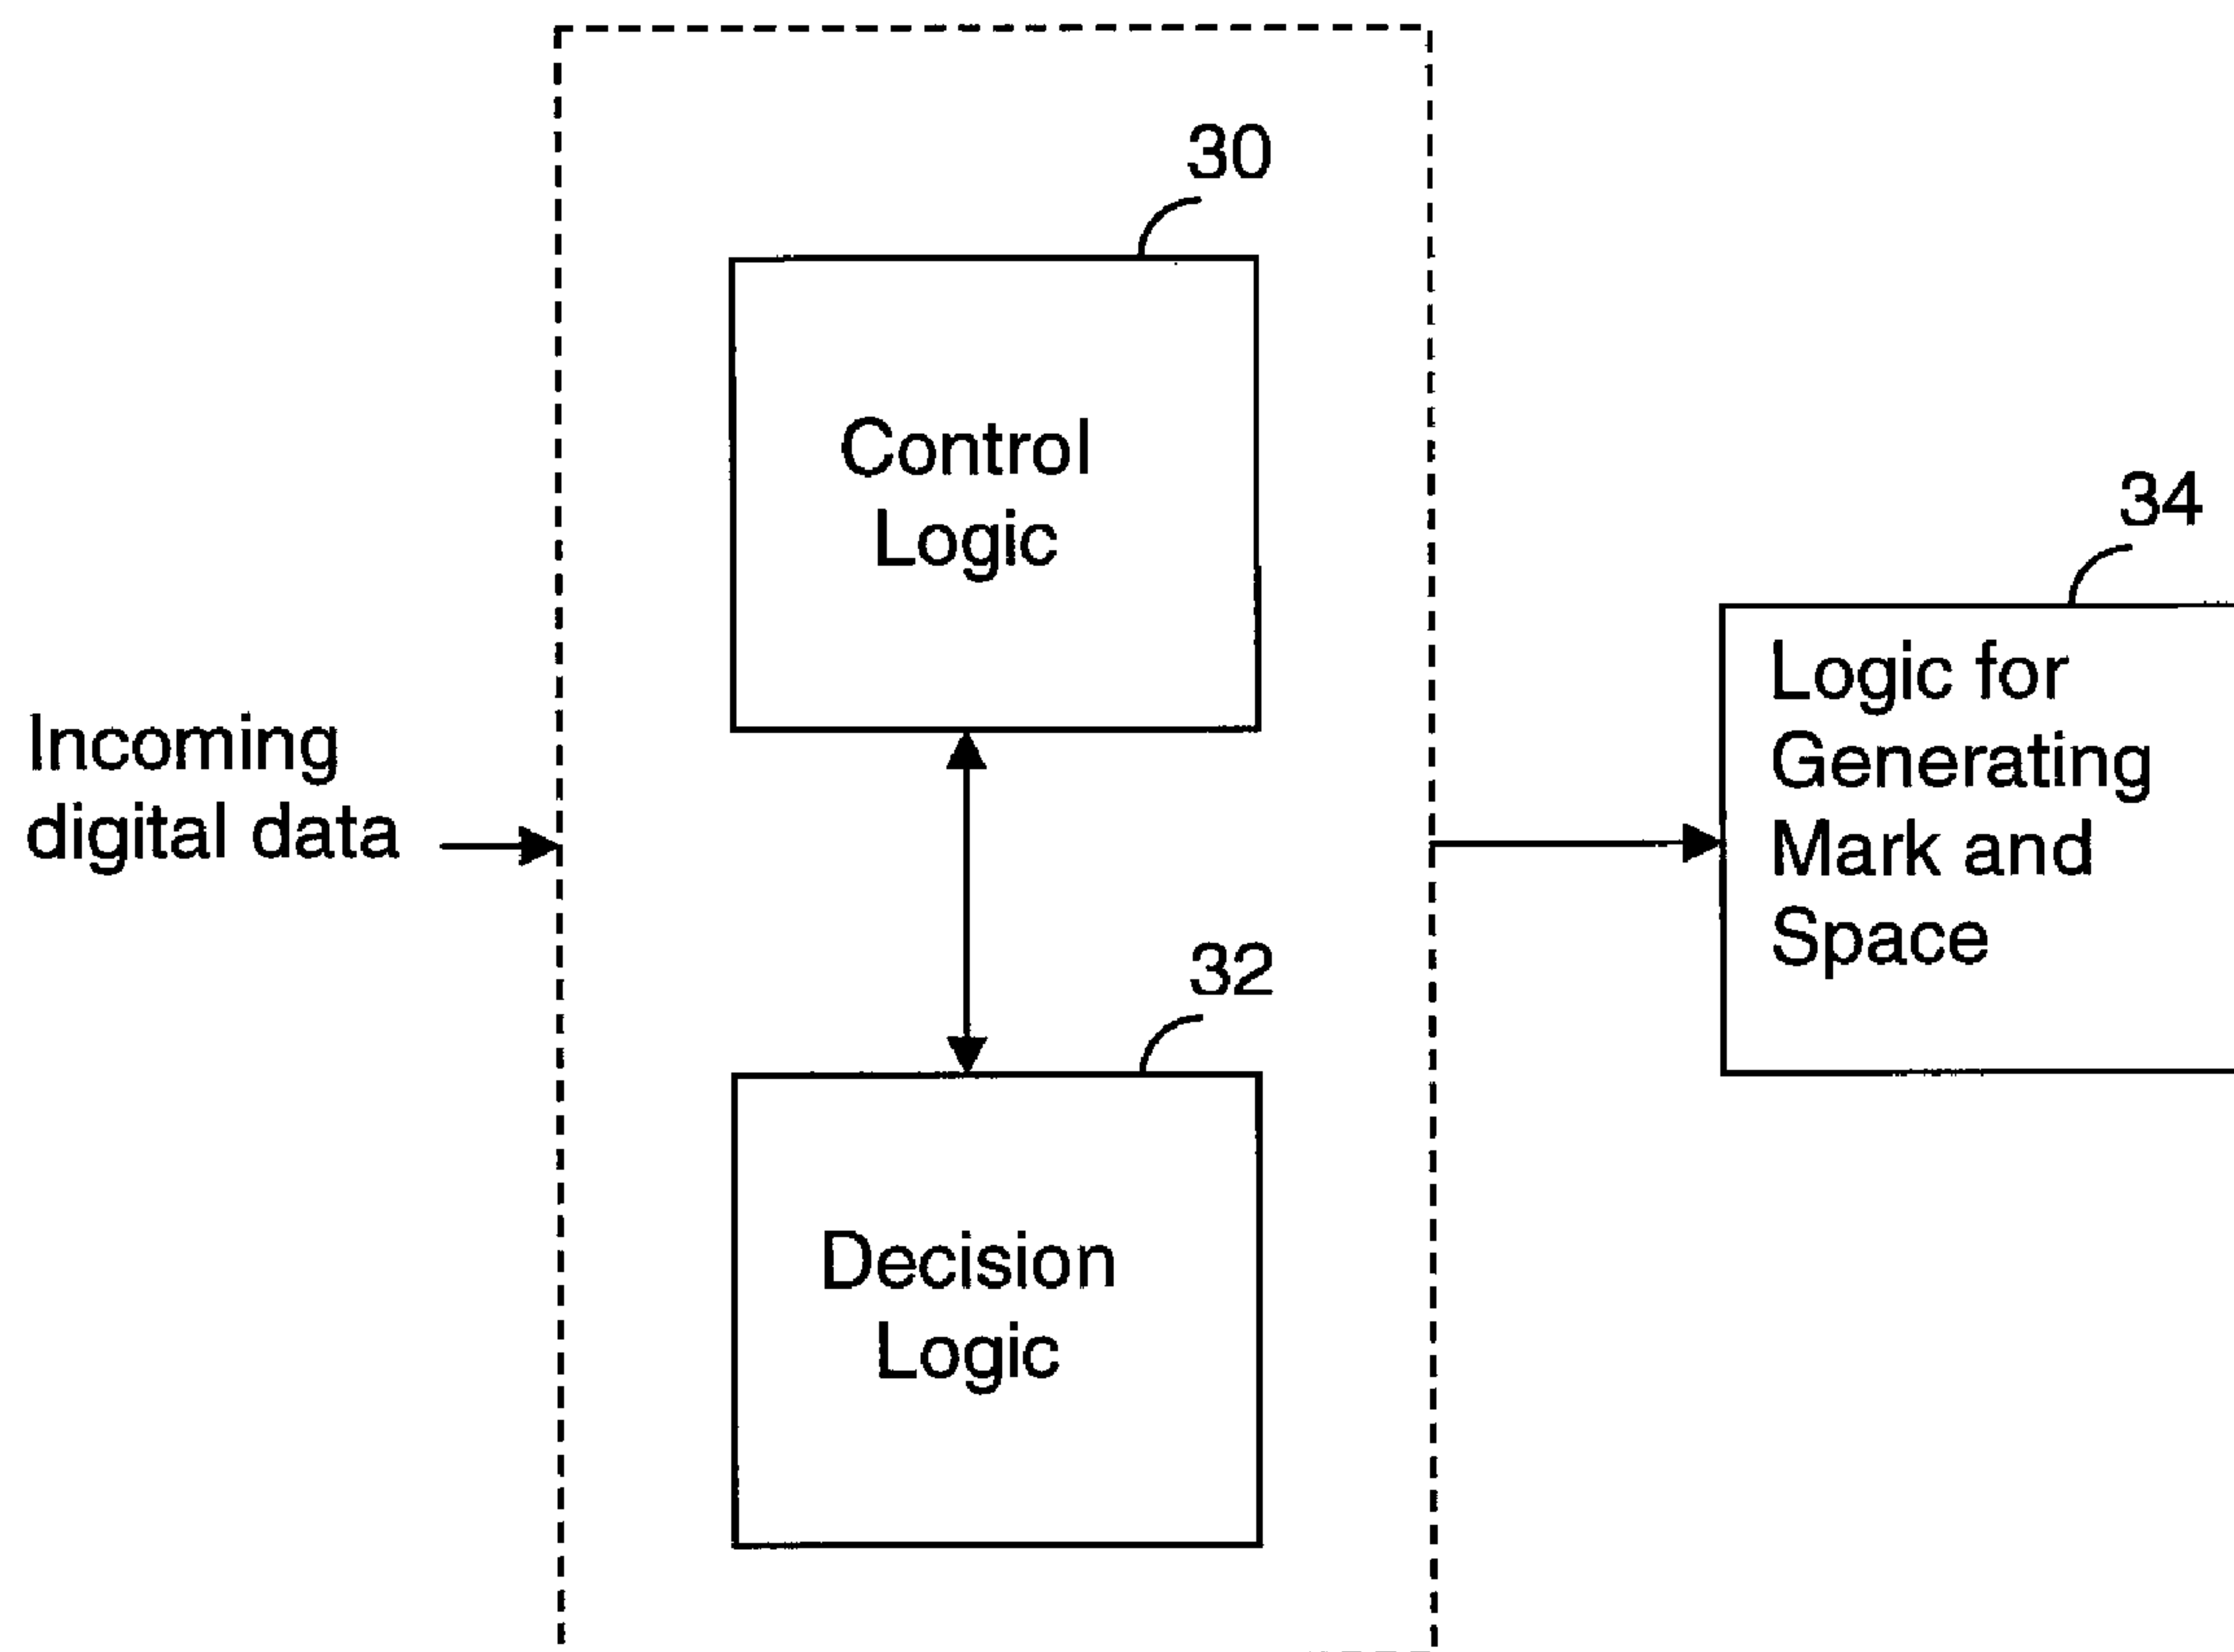 30
Control
Logic
34
Logic for
Generating
Mark and
Space
Incoming
digital data
32
Decision
Logic